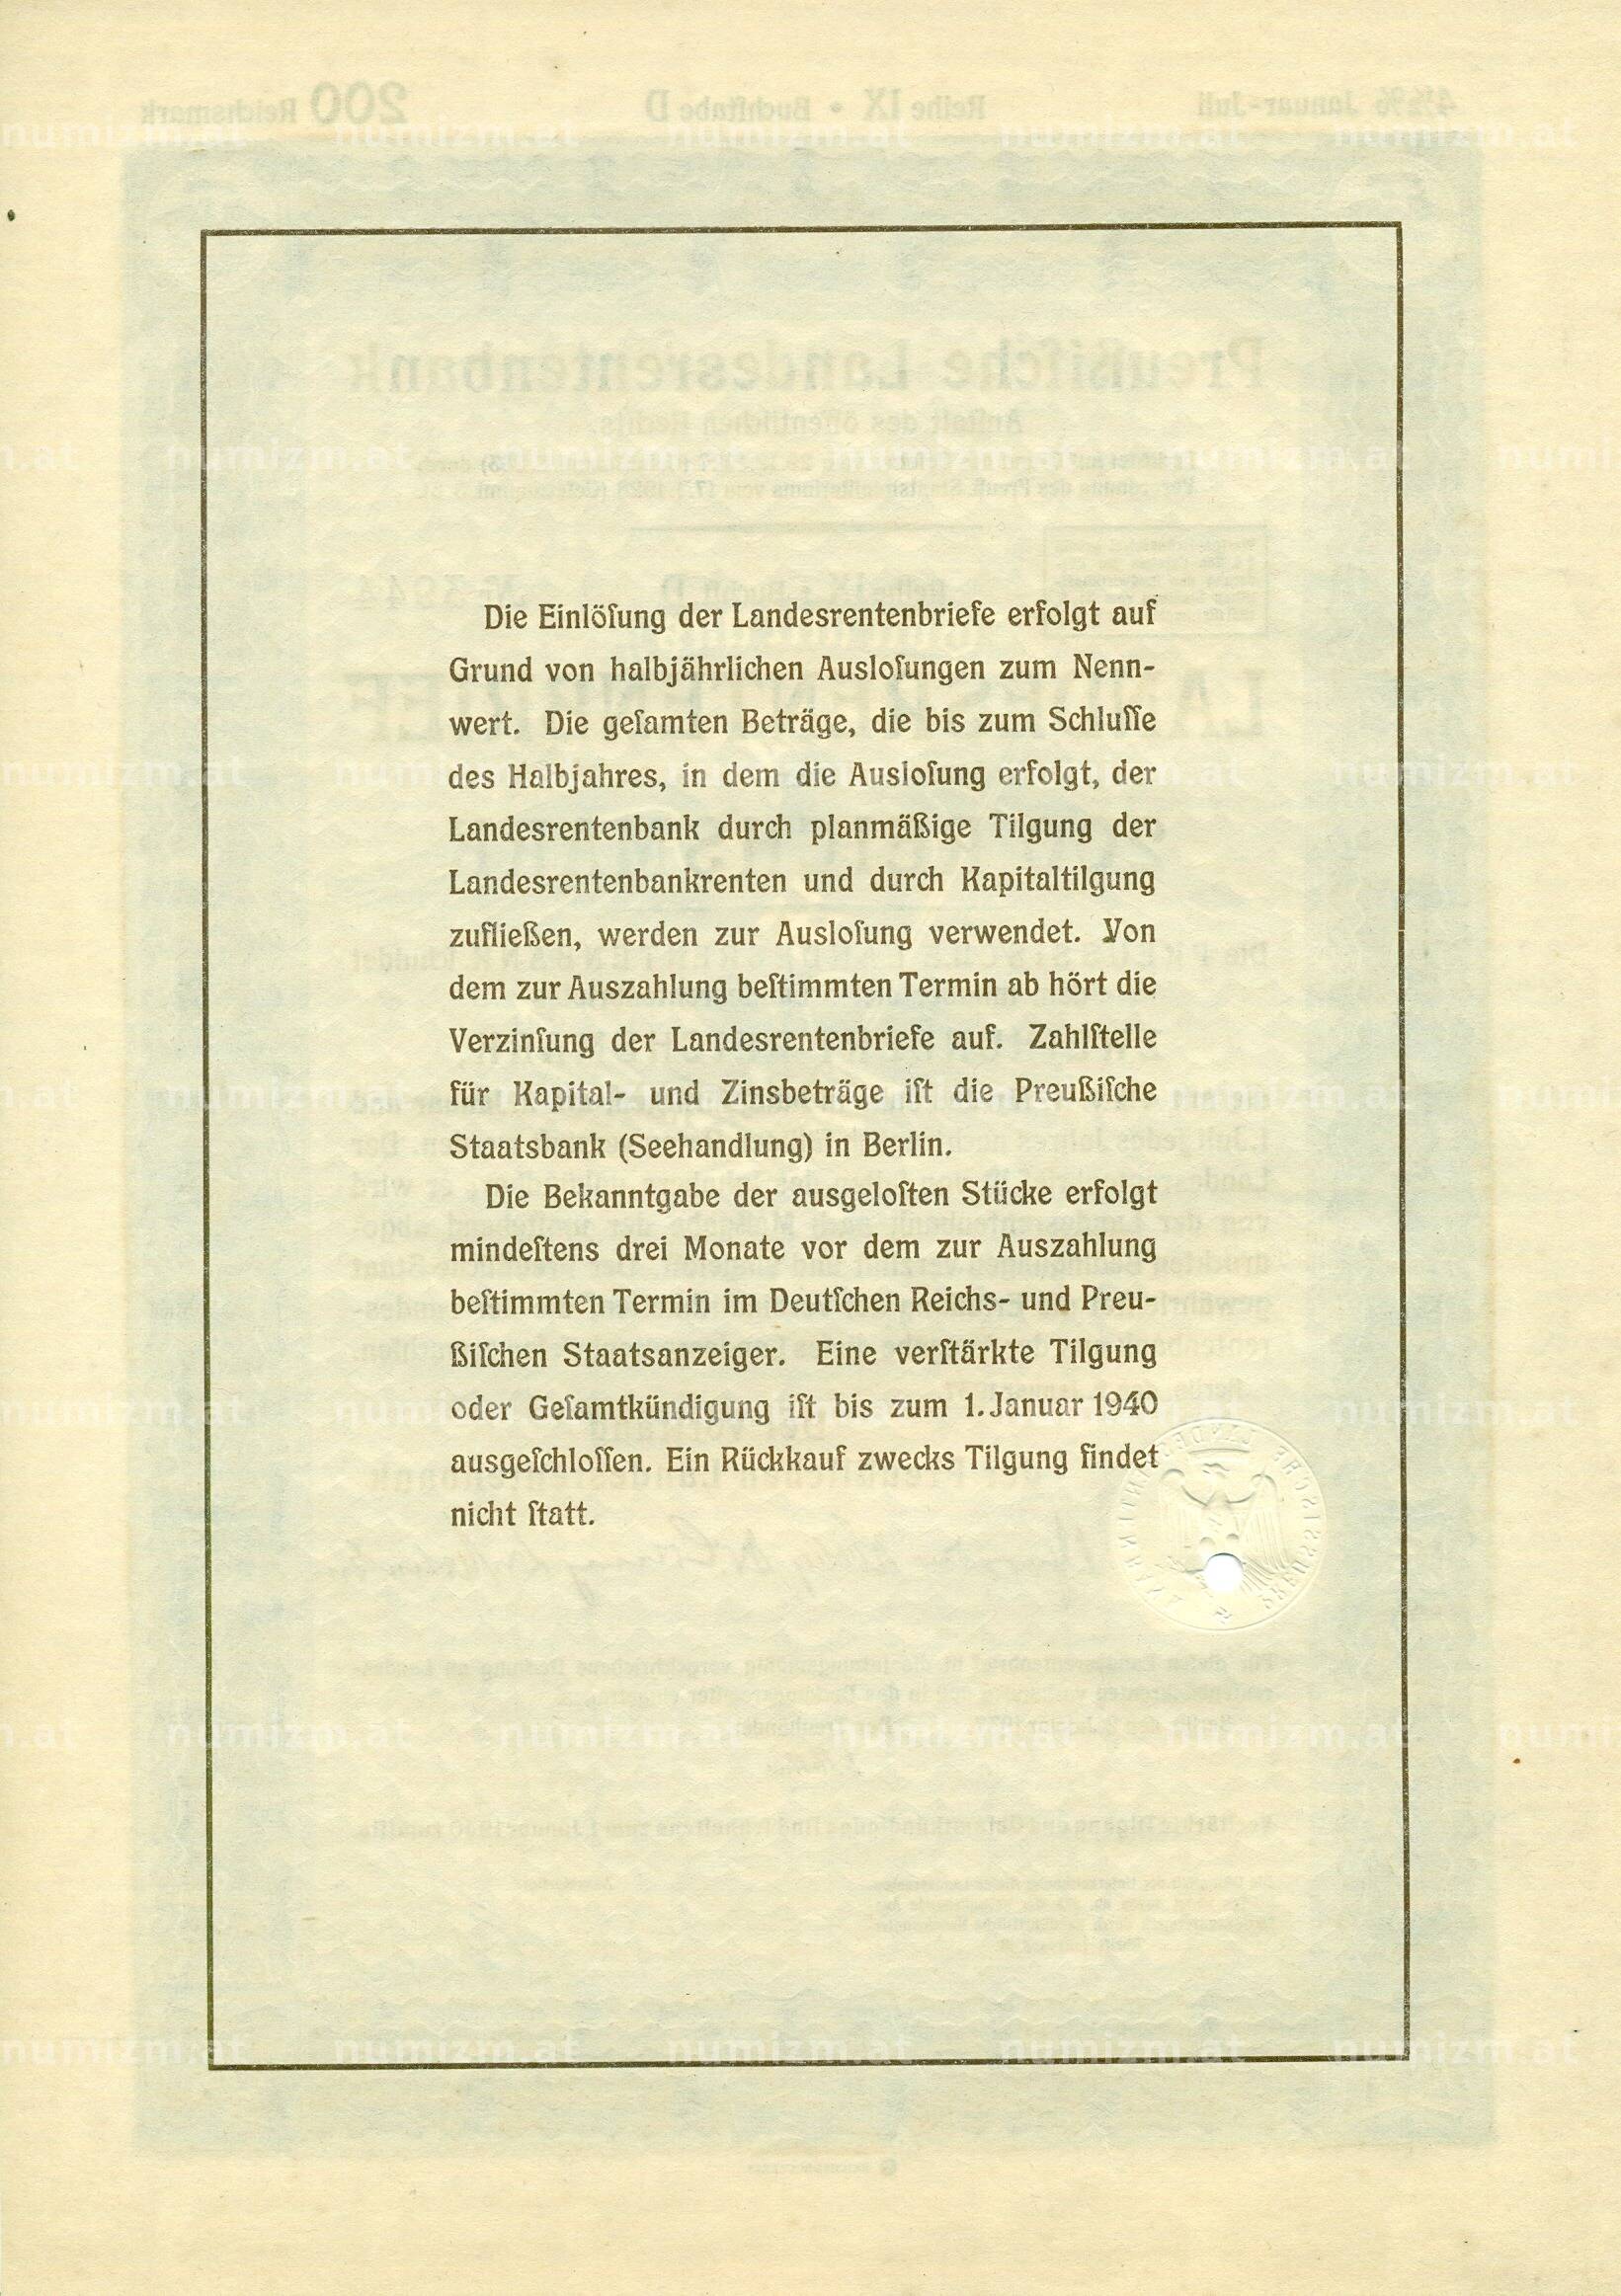 Die Einlöſung der Landesrentenbriefe erfolgt auf
Grund von halbjährlichen Ausloſungen zum Nenn-
wert. Die geſamten Beträge, die bis zum Schluſſe
des Halbjahres, in dem die Ausloſung erfolgt, der
Landesrentenbank durch planmäßige Tilgung der
Landesrentenbankrenten und durch Kapitaltilgung
zufließen, werden zur Ausloſung verwendet. Von
dem zur Auszahlung beſtimmten Termin ab hört die
Verzinſung der Landesrentenbriefe auf. Zahlſtelle
für Kapital- und Zinsbeträge iſt die Preußiſche
Staatsbank (Seehandlung) in Berlin.
Die Bekanntgabe der ausgeloſten Stücke erfolgt
mindeſtens drei Monate vor dem zur Auszahlung
beſtimmten Termin im Deutſchen Reichs- und Preu-
ßiſchen Staatsanzeiger. Eine verſtärkte Tilgung
oder Geſamtkündigung iſt bis zum 1. Januar 1940
ausgeſchloſſen. Ein Rückkauf zwecks Tilgung findet
nicht ſtatt.